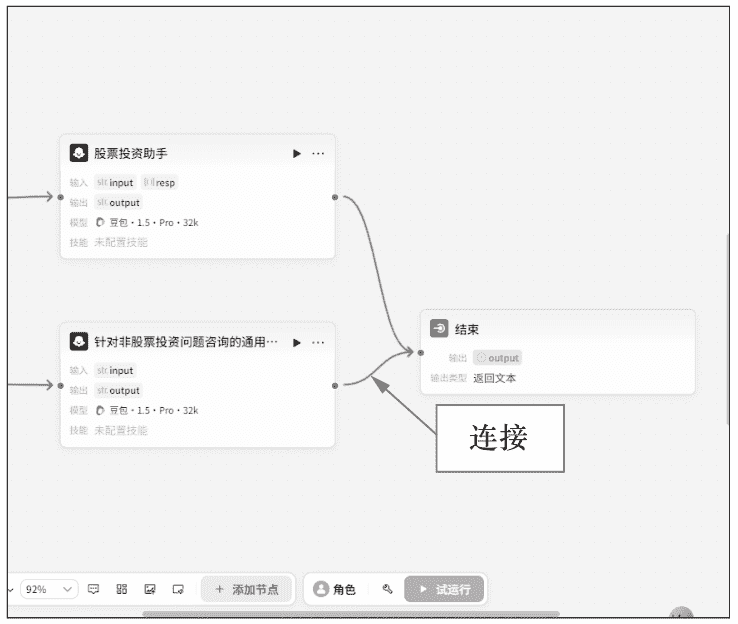 股票投资助手
输入 str. input [] resp
输出 str. output
模型 豆包·1.5·Pro·32k
技能 未配置技能
针对非股票投资问题咨询的通用···
输入 str. input
输出 str. output
模型 豆包·1.5·Pro·32k
技能 未配置技能
结束
输出 output
输出类型 返回文本
连接
92%
+ 添加节点
角色
试运行